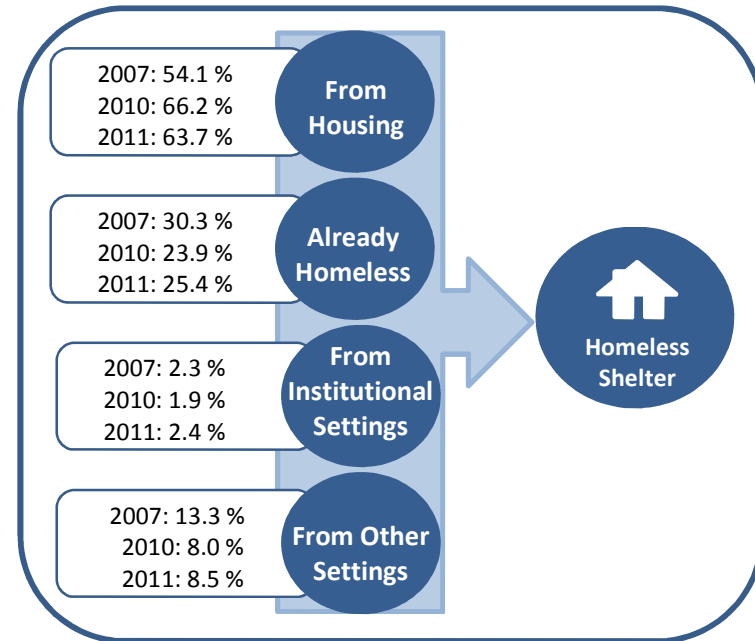 2007: 54.1 %
2010: 66.2 %
2011: 63.7 %
From
Housing
2007: 30.3 %
2010: 23.9 %
2011: 25.4 %
Already
Homeless
2007: 2.3 %
2010: 1.9 %
2011: 2.4 %
From
Institutional
Settings
2007: 13.3 %
2010: 8.0 %
2011: 8.5 %
From Other
Settings
Homeless
Shelter